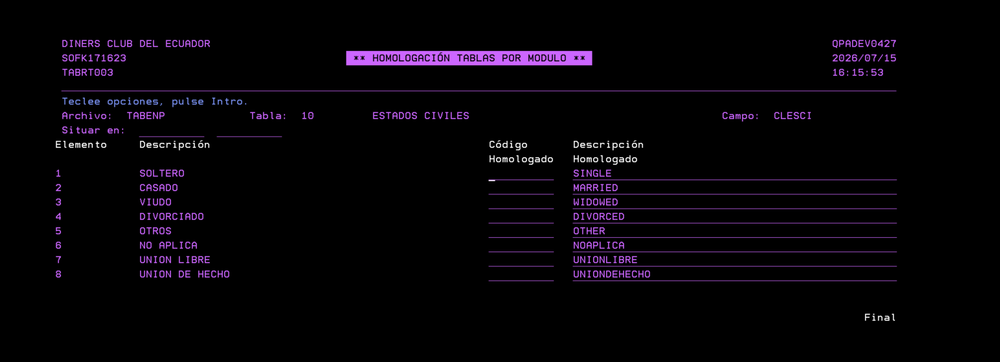 DINERS CLUB DEL ECUADOR QPADEV0427
SOFK171623 ** HOMOLOGACIÓN TABLAS POR MODULO ** 2026/07/15
TABRT003 16:15:53
Teclee opciones, pulse Intro.
Archivo: TABENP Tabla: 10 ESTADOS CIVILES Campo: CLESCI
Situar en:
Elemento Descripción Código Descripción
Homologado Homologado
1 SOLTERO SINGLE
2 CASADO MARRIED
3 VIUDO WIDOWED
4 DIVORCIADO DIVORCED
5 OTROS OTHER
6 NO APLICA NOAPLICA
7 UNION LIBRE UNIONLIBRE
8 UNION DE HECHO UNIONDEHECHO
Final